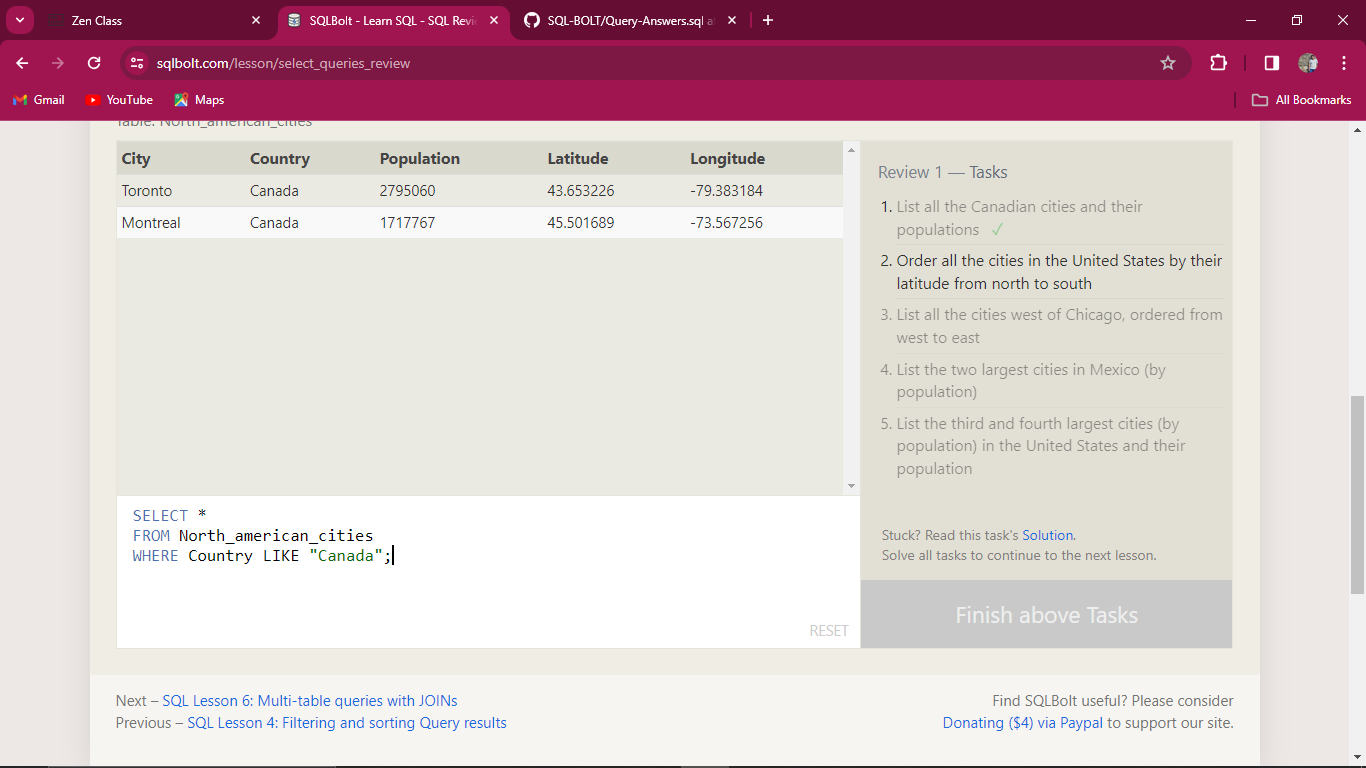 Zen Class
SQLBolt - Learn SQL - SQL Revi
SQL-BOLT/Query-Answers.sql a
sqlbolt.com/lesson/select_queries_review
Gmail
YouTube
Maps
All Bookmarks
Table: North_american_cities
City Country Population Latitude Longitude
Toronto Canada 2795060 43.653226 -79.383184
Montreal Canada 1717767 45.501689 -73.567256
SELECT *
FROM North_american_cities
WHERE Country LIKE "Canada";
RESET
Review 1 — Tasks
1. List all the Canadian cities and their
populations ✓
2. Order all the cities in the United States by their
latitude from north to south
3. List all the cities west of Chicago, ordered from
west to east
4. List the two largest cities in Mexico (by
population)
5. List the third and fourth largest cities (by
population) in the United States and their
population
Stuck? Read this task's Solution.
Solve all tasks to continue to the next lesson.
Finish above Tasks
Next – SQL Lesson 6: Multi-table queries with JOINs
Previous – SQL Lesson 4: Filtering and sorting Query results
Find SQLBolt useful? Please consider
Donating ($4) via Paypal to support our site.